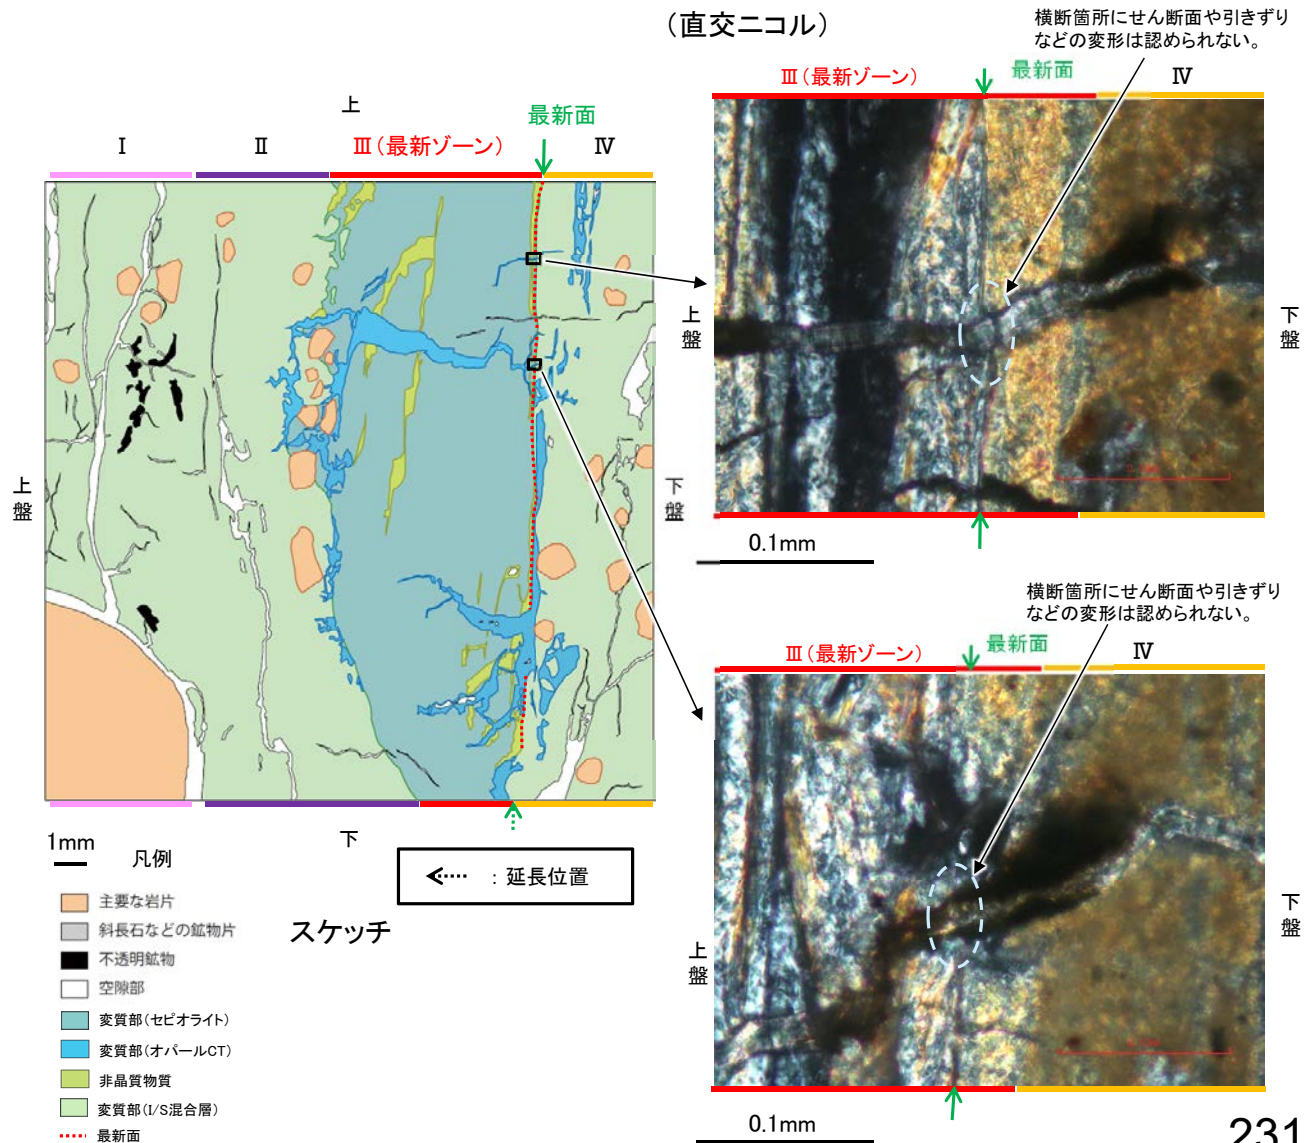 (直交ニコル)
横断箇所にせん断面や引きずり
などの変形は認められない。
Ⅲ(最新ゾーン)
最新面
Ⅳ
上
最新面
Ⅰ
Ⅱ
Ⅲ(最新ゾーン)
Ⅳ
上盤
下盤
上盤
下盤
0.1mm
横断箇所にせん断面や引きずり
などの変形は認められない。
Ⅲ(最新ゾーン)
最新面
Ⅳ
上盤
下盤
0.1mm
下
1mm
凡例
←‥‥ :延長位置
スケッチ
主要な岩片
斜長石などの鉱物片
不透明鉱物
空隙部
変質部(セピオライト)
変質部(オパールCT)
非晶質物質
変質部(I/S混合層)
最新面
231